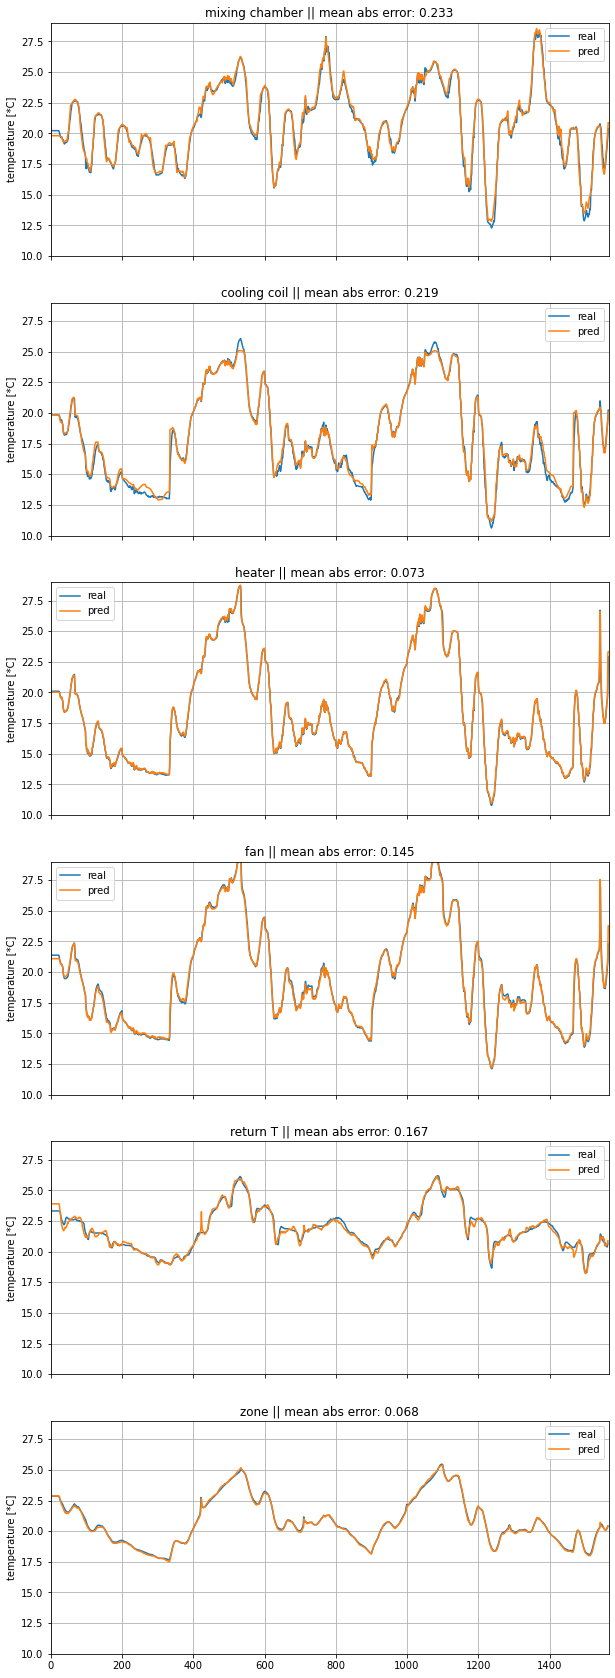 mixing chamber || mean abs error: 0.233
real
pred
temperature [*C]
27.5
25.0
22.5
20.0
17.5
15.0
12.5
10.0
cooling coil || mean abs error: 0.219
real
pred
temperature [*C]
27.5
25.0
22.5
20.0
17.5
15.0
12.5
10.0
heater || mean abs error: 0.073
real
pred
temperature [*C]
27.5
25.0
22.5
20.0
17.5
15.0
12.5
10.0
fan || mean abs error: 0.145
real
pred
temperature [*C]
27.5
25.0
22.5
20.0
17.5
15.0
12.5
10.0
return T || mean abs error: 0.167
real
pred
temperature [*C]
27.5
25.0
22.5
20.0
17.5
15.0
12.5
10.0
zone || mean abs error: 0.068
real
pred
temperature [*C]
27.5
25.0
22.5
20.0
17.5
15.0
12.5
10.0
0 200 400 600 800 1000 1200 1400